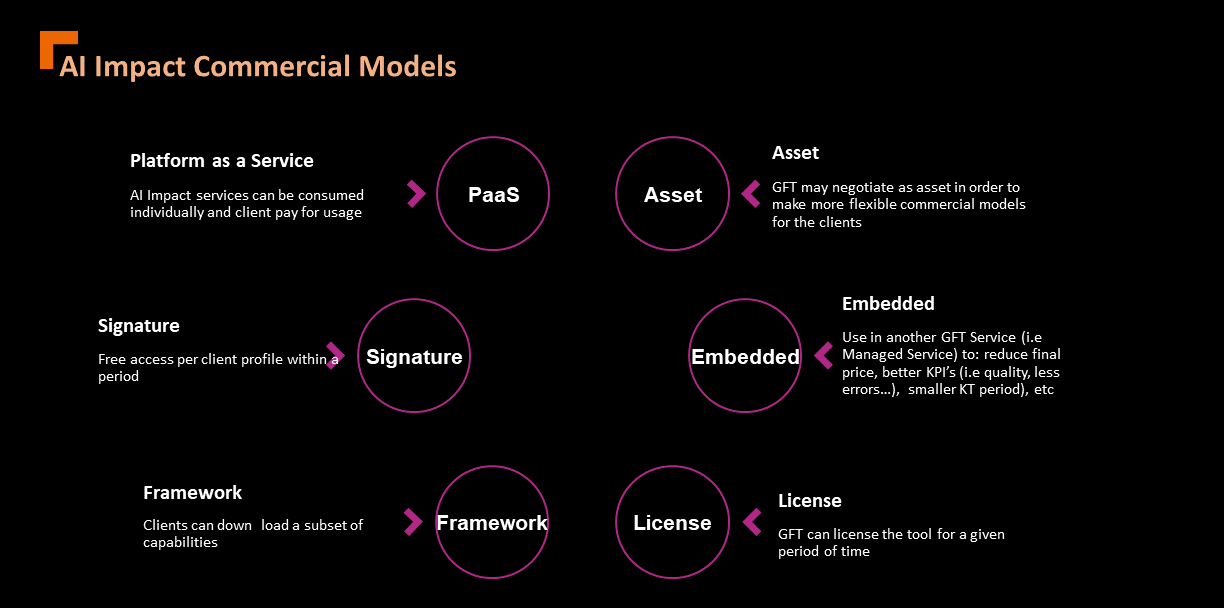 AI Impact Commercial Models
Platform as a Service
AI Impact services can be consumed
individually and client pay for usage
PaaS
Asset
Asset
GFT may negotiate as asset in order to
make more flexible commercial models
for the clients
Signature
Free access per client profile within a
period
Signature
Embedded
Embedded
Use in another GFT Service (i.e
Managed Service) to: reduce final
price, better KPI’s (i.e quality, less
errors…),  smaller KT period), etc
Framework
Clients can down  load a subset of
capabilities
Framework
License
License
GFT can license the tool for a given
period of time